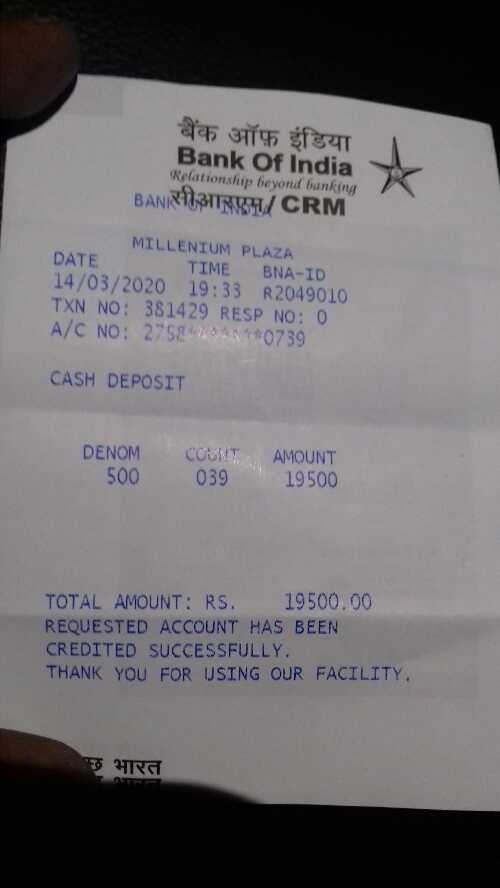 बैंक ऑफ़ इंडिया
Bank Of India
Relationship beyond banking
सीआरएम/ CRM
BANK OF INDIA
MILLENIUM PLAZA
DATE TIME BNA-ID
14/03/2020 19:33 R2049010
TXN NO: 381429 RESP NO: 0
A/C NO: 2758********0739
CASH DEPOSIT
DENOM COUNT AMOUNT
500 039 19500
TOTAL AMOUNT: RS. 19500.00
REQUESTED ACCOUNT HAS BEEN
CREDITED SUCCESSFULLY.
THANK YOU FOR USING OUR FACILITY.
भारत